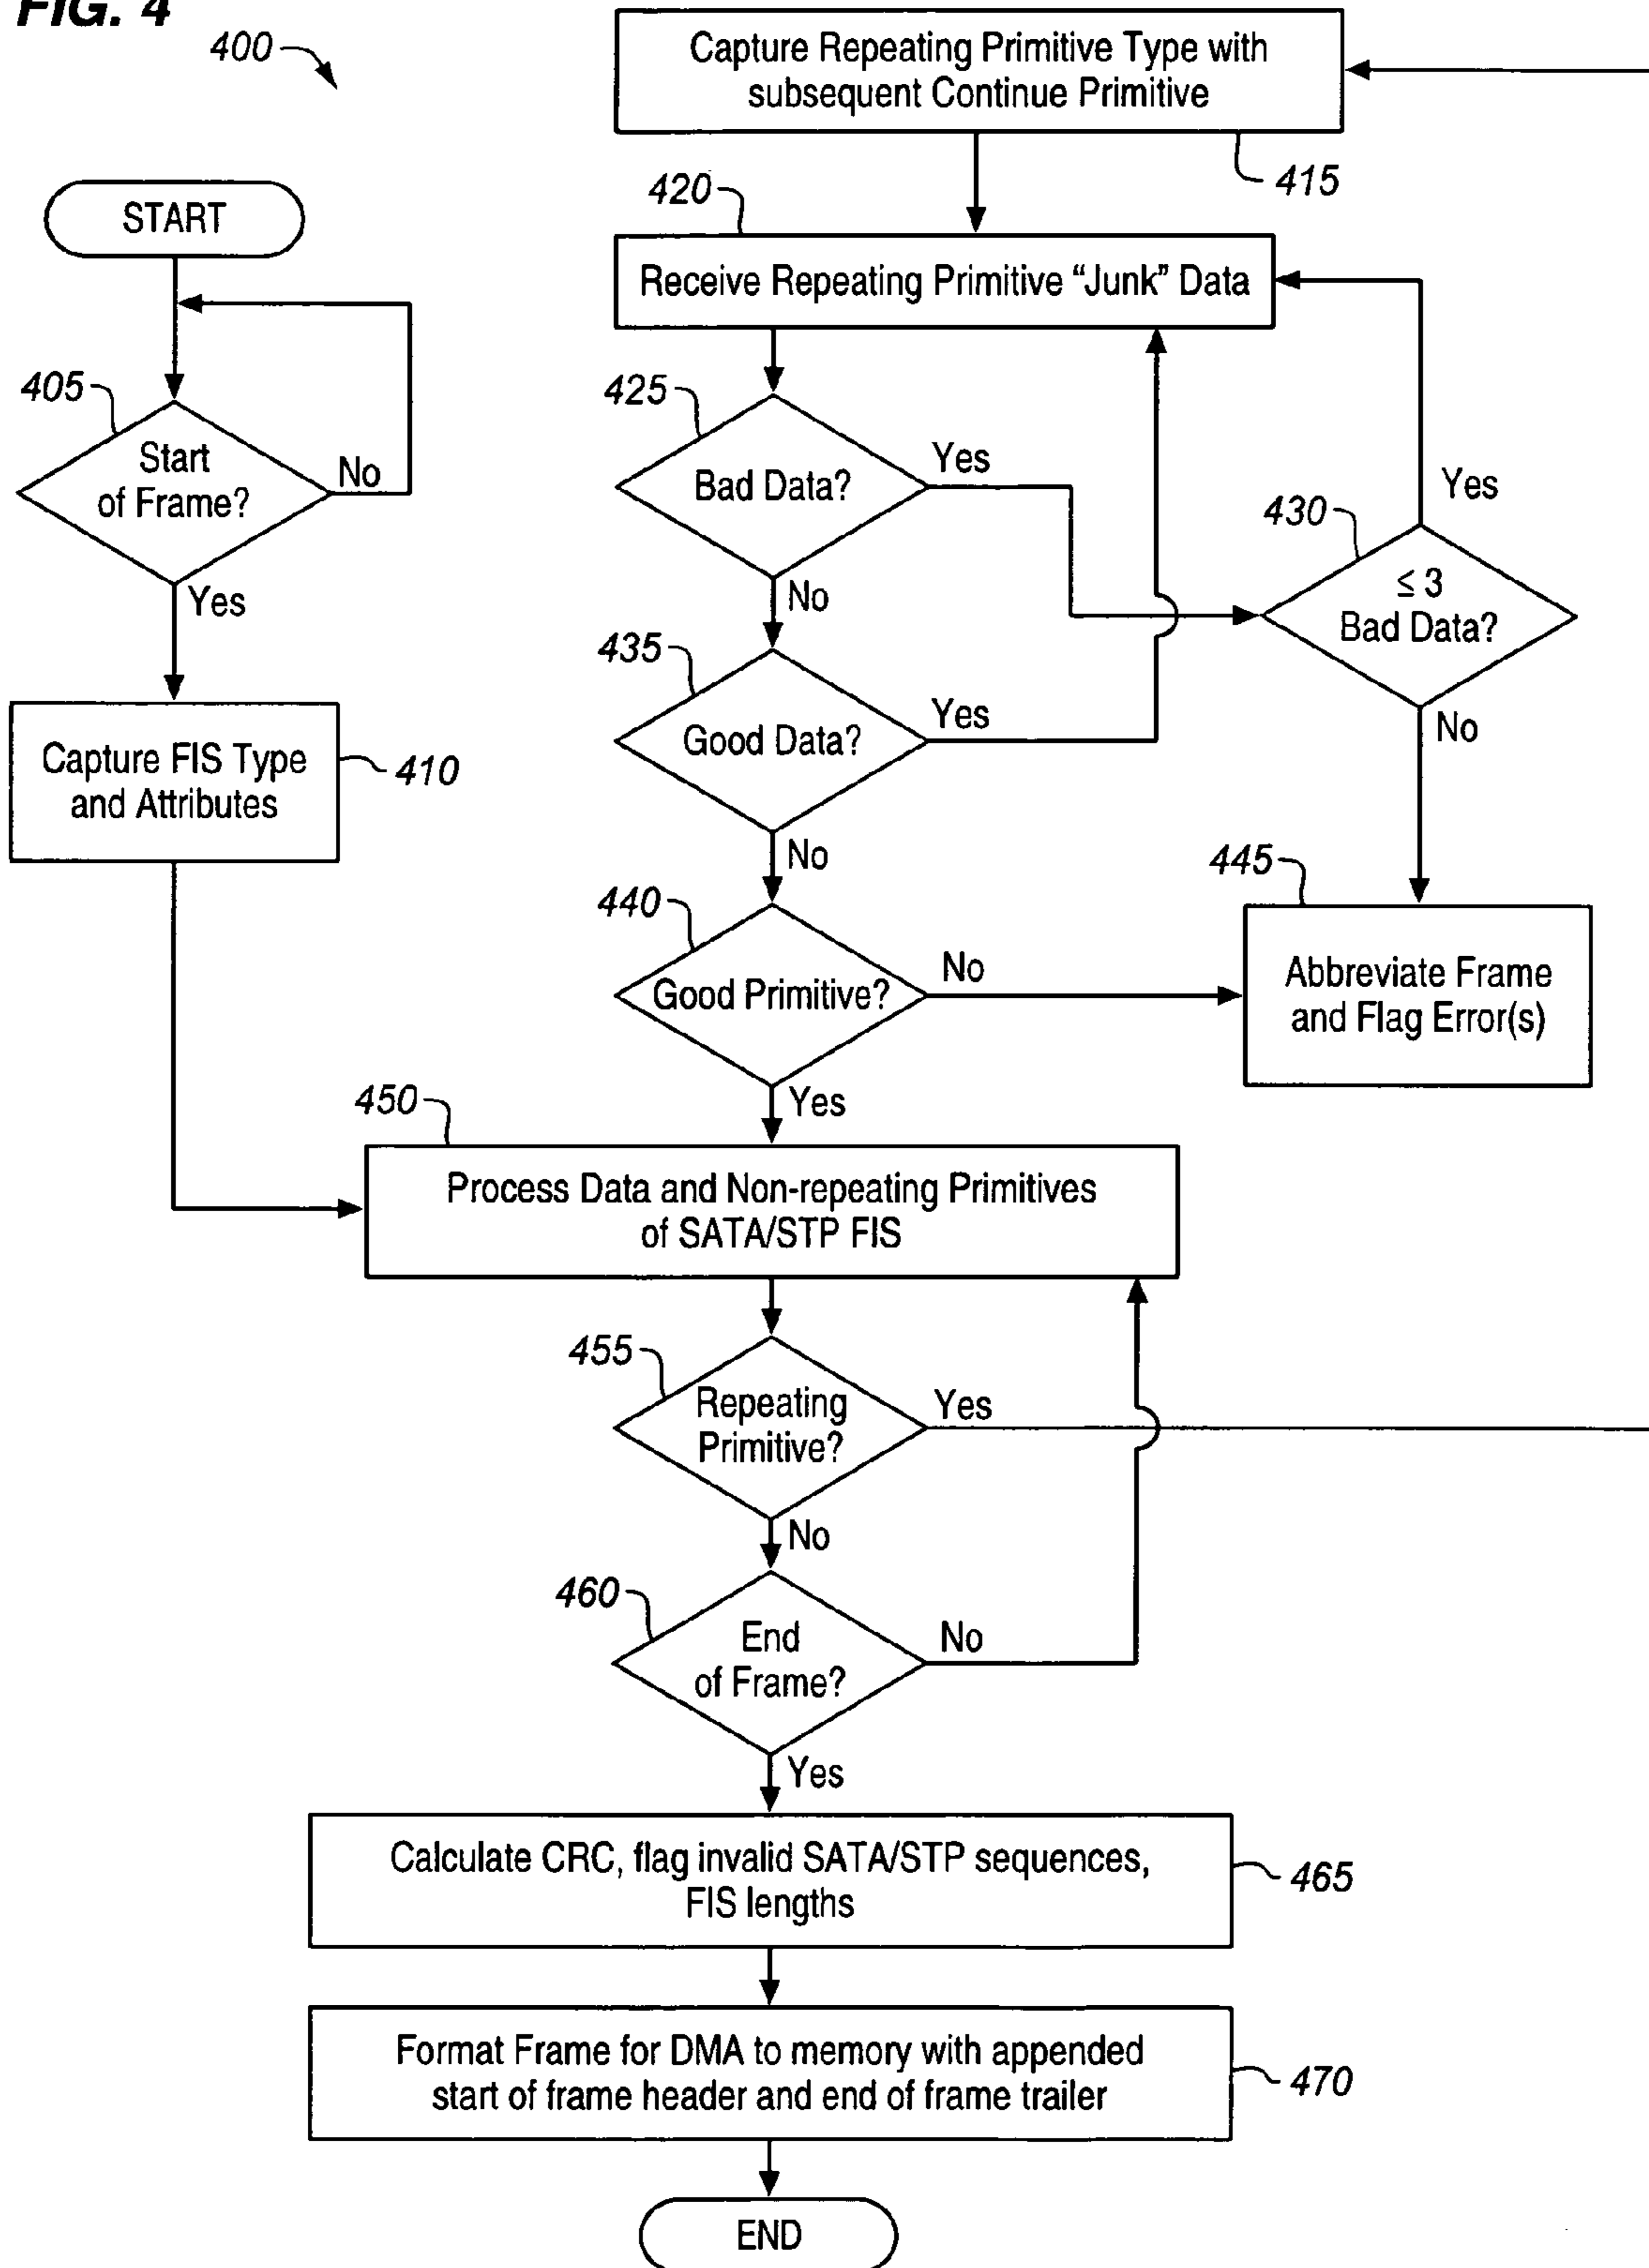 FIG. 4
400
Capture Repeating Primitive Type with
subsequent Continue Primitive
415
START
420
Receive Repeating Primitive “Junk” Data
405
Start
of Frame?
No
Yes
425
Bad Data?
Yes
No
430
≤ 3
Bad Data?
Yes
No
435
Good Data?
Yes
No
Capture FIS Type
and Attributes
410
440
Good Primitive?
No
Yes
445
Abbreviate Frame
and Flag Error(s)
450
Process Data and Non-repeating Primitives
of SATA/STP FIS
455
Repeating
Primitive?
Yes
No
460
End
of Frame?
No
Yes
Calculate CRC, flag invalid SATA/STP sequences,
FIS lengths
465
Format Frame for DMA to memory with appended
start of frame header and end of frame trailer
470
END